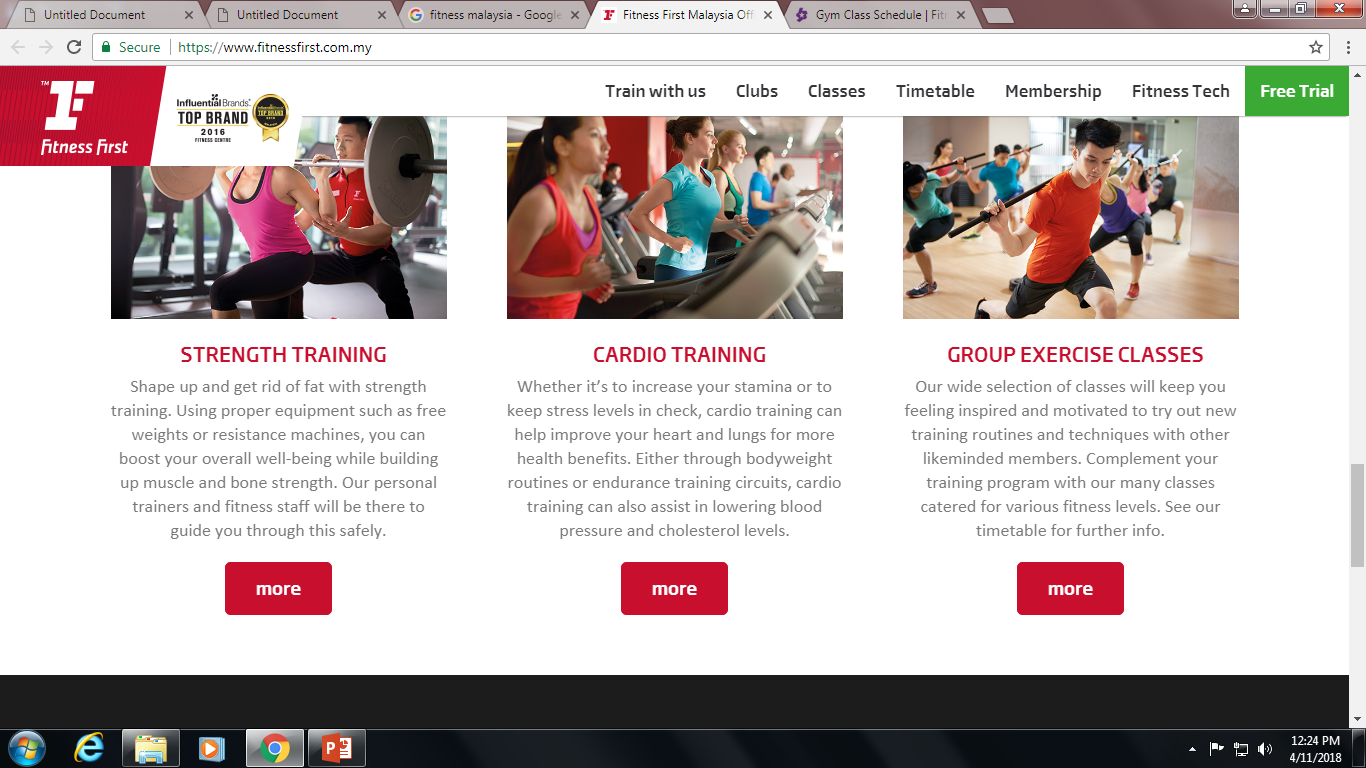 Untitled Document
Untitled Document
fitness malaysia - Google
Fitness First Malaysia Off
Gym Class Schedule | Fit
Secure
https://www.fitnessfirst.com.my
TM
Fitness First
Influential Brands®
TOP BRAND
2016
FITNESS CENTRE
Train with us
Clubs
Classes
Timetable
Membership
Fitness Tech
Free Trial
STRENGTH TRAINING
Shape up and get rid of fat with strength
training. Using proper equipment such as free
weights or resistance machines, you can
boost your overall well-being while building
up muscle and bone strength. Our personal
trainers and fitness staff will be there to
guide you through this safely.
more
CARDIO TRAINING
Whether it’s to increase your stamina or to
keep stress levels in check, cardio training can
help improve your heart and lungs for more
health benefits. Either through bodyweight
routines or endurance training circuits, cardio
training can also assist in lowering blood
pressure and cholesterol levels.
more
GROUP EXERCISE CLASSES
Our wide selection of classes will keep you
feeling inspired and motivated to try out new
training routines and techniques with other
likeminded members. Complement your
training program with our many classes
catered for various fitness levels. See our
timetable for further info.
more
12:24 PM
4/11/2018